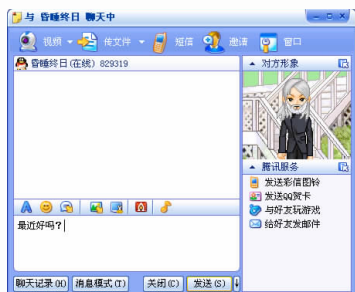 与 昏睡终日 聊天中
视频 传文件 短信 邀请 窗口
昏睡终日(在线) 829319
对方形象
腾讯服务
发送彩信图铃
发送QQ贺卡
与好友玩游戏
给好友发邮件
最近好吗?
聊天记录(H) 消息模式(T) 关闭(C) 发送(S)